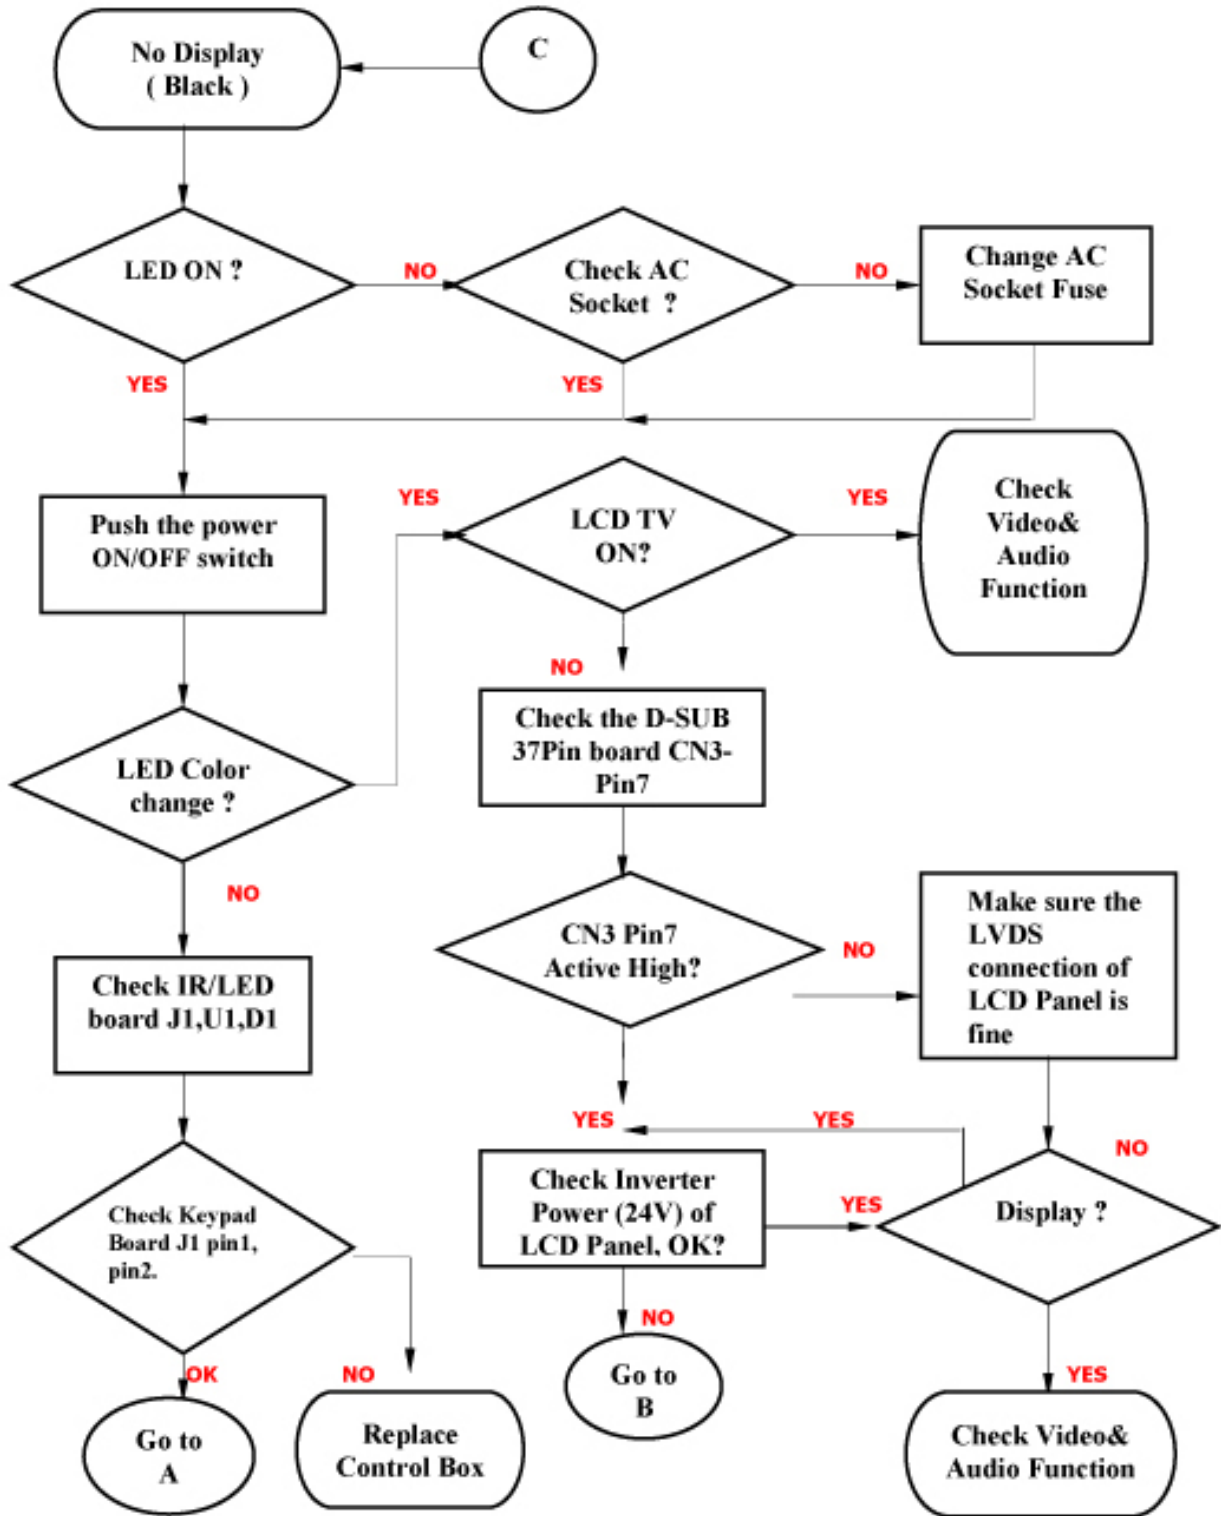 No Display
( Black )
C
LED ON ?
NO
Check AC
Socket ?
NO
Change AC
Socket Fuse
YES
YES
Push the power
ON/OFF switch
YES
LCD TV
ON?
YES
Check
Video&
Audio
Function
NO
Check the D-SUB
37Pin board CN3-
Pin7
LED Color
change ?
NO
CN3 Pin7
Active High?
NO
Make sure the
LVDS
connection of
LCD Panel is
fine
Check IR/LED
board J1,U1,D1
YES
YES
NO
Check Keypad
Board J1 pin1,
pin2.
Check Inverter
Power (24V) of
LCD Panel, OK?
YES
Display ?
OK
NO
NO
YES
Go to
A
Replace
Control Box
Go to
B
Check Video&
Audio Function